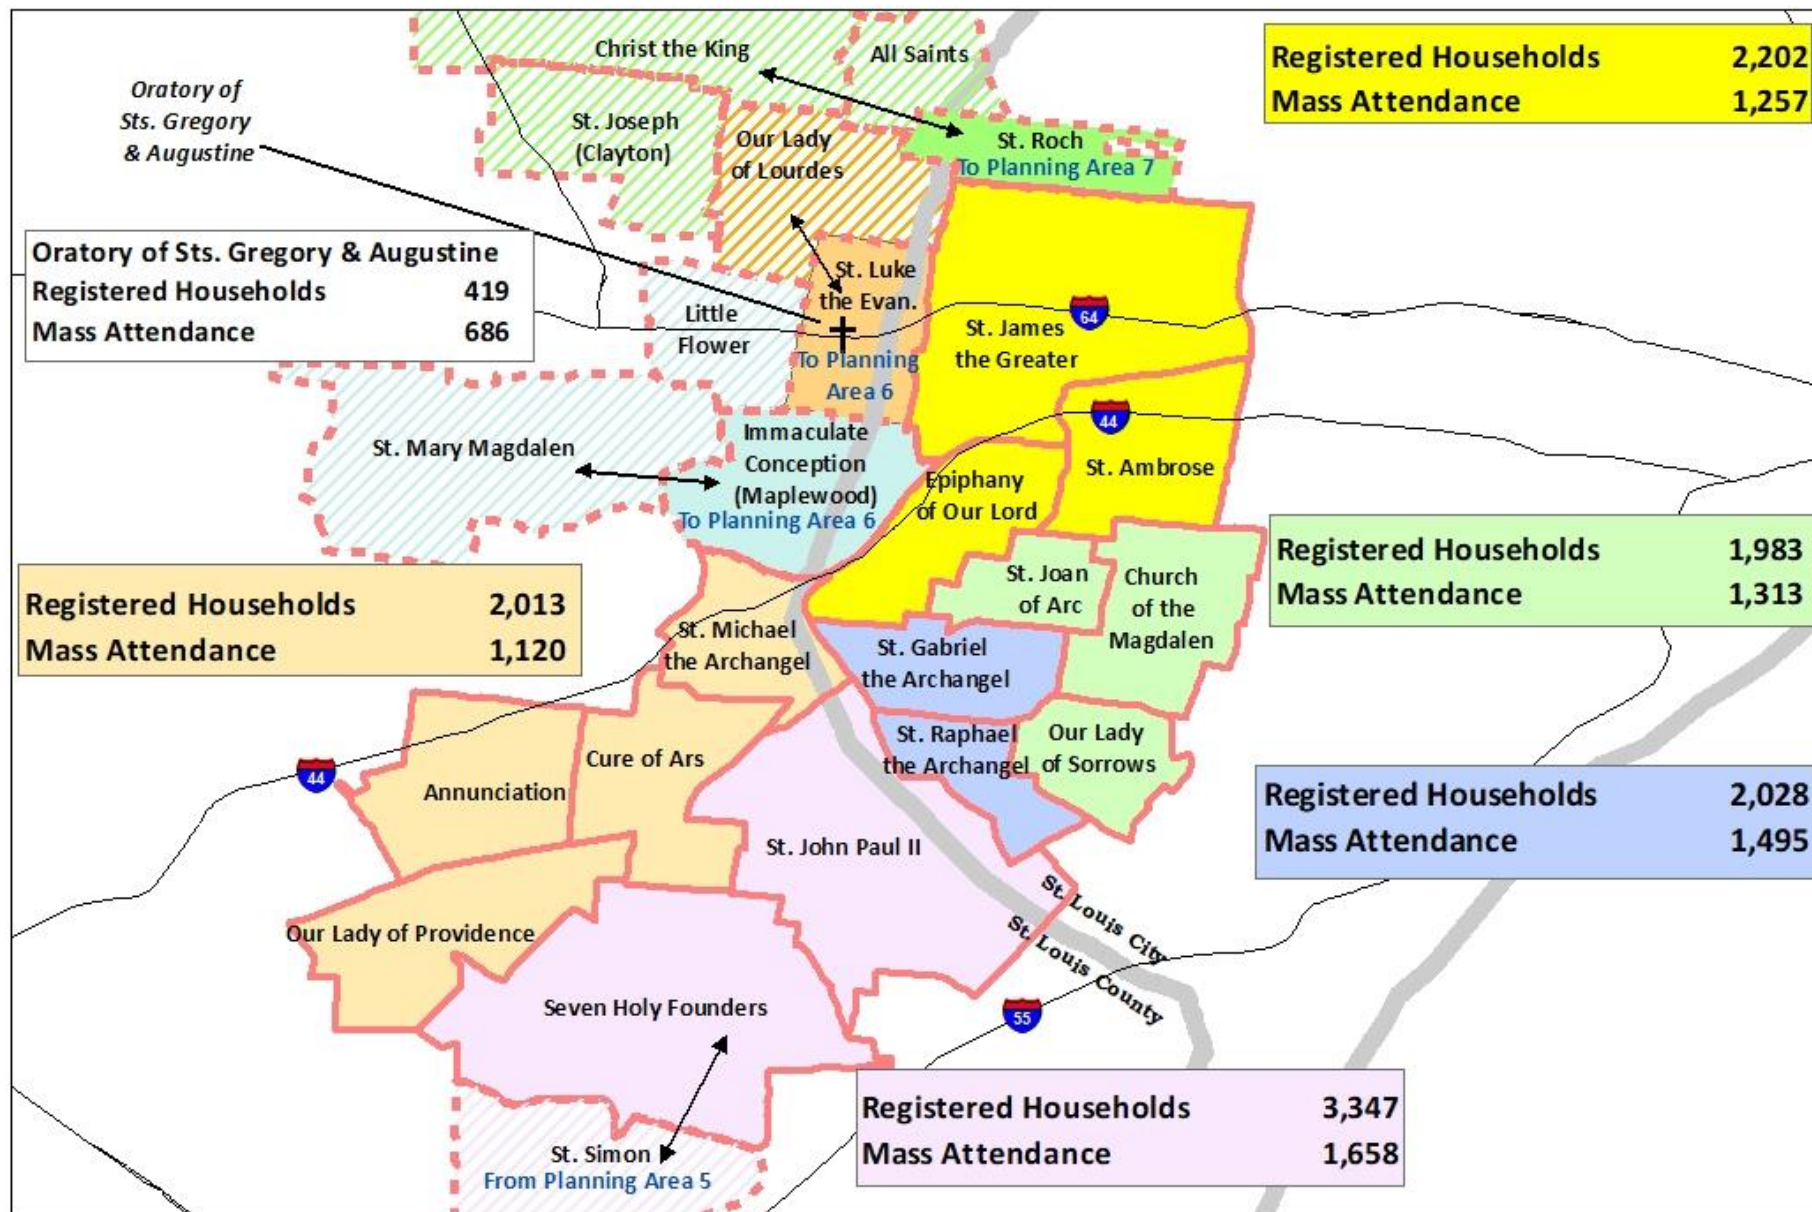 Christ the King
All Saints
Registered Households 2,202
Mass Attendance 1,257
Oratory of
Sts. Gregory
& Augustine
St. Joseph
(Clayton)
Our Lady
of Lourdes
St. Roch
To Planning Area 7
Oratory of Sts. Gregory & Augustine
Registered Households 419
Mass Attendance 686
St. Luke
the Evan.
To Planning
Area 6
Little
Flower
St. James
the Greater
64
44
St. Mary Magdalen
Immaculate
Conception
(Maplewood)
To Planning Area 6
Epiphany
of Our Lord
St. Ambrose
Registered Households 1,983
Mass Attendance 1,313
St. Joan
of Arc
Church
of the
Magdalen
Registered Households 2,013
Mass Attendance 1,120
St. Michael
the Archangel
St. Gabriel
the Archangel
St. Raphael
the Archangel
Our Lady
of Sorrows
44
Annunciation
Cure of Ars
Registered Households 2,028
Mass Attendance 1,495
St. John Paul II
St. Louis City
St. Louis County
Our Lady of Providence
Seven Holy Founders
55
Registered Households 3,347
Mass Attendance 1,658
St. Simon
From Planning Area 5